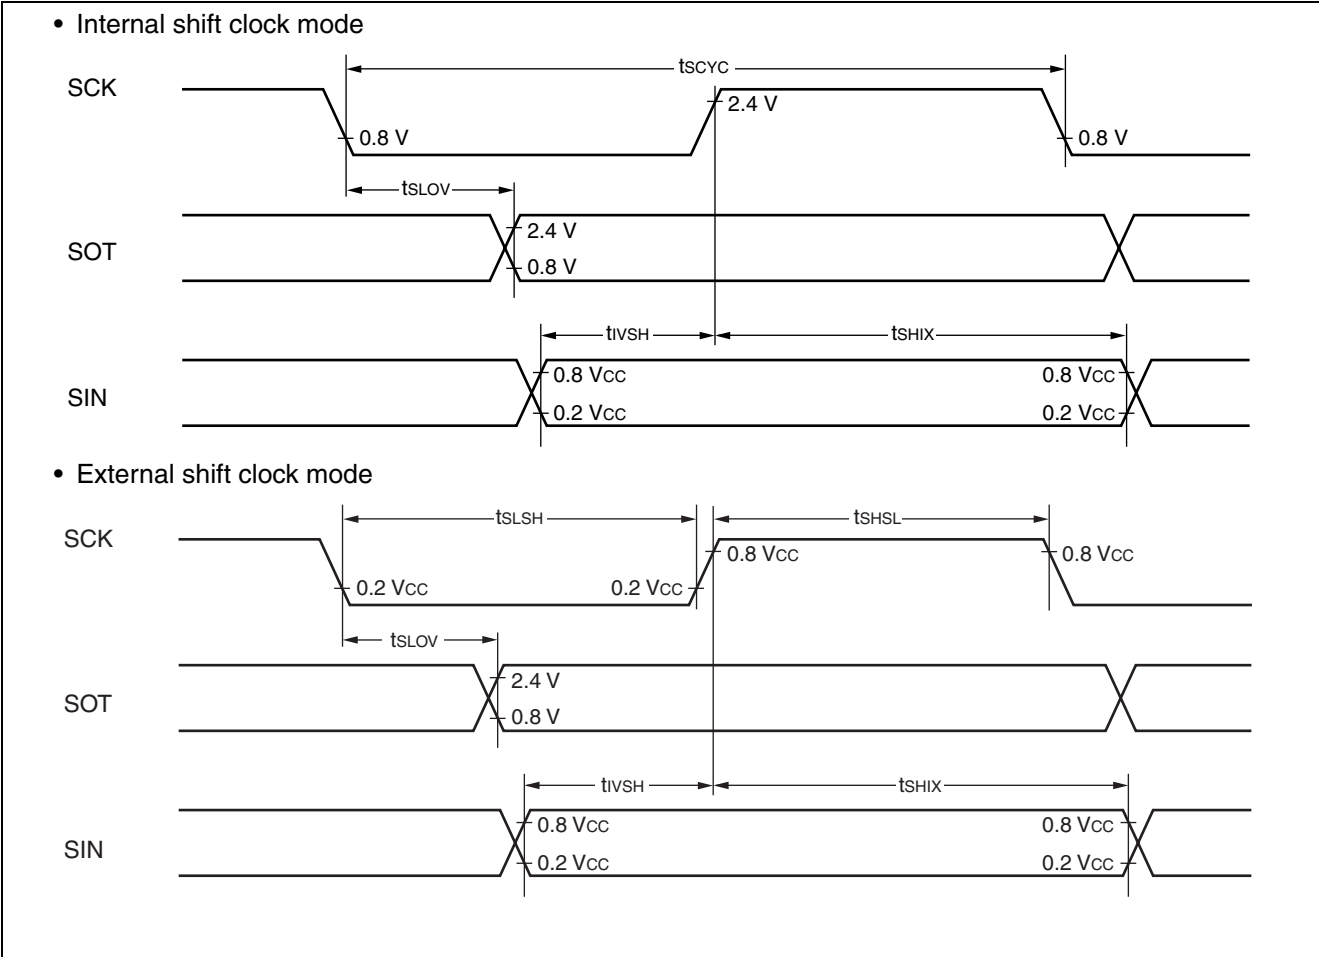 • Internal shift clock mode
tSCYC
SCK
2.4 V
0.8 V
0.8 V
tSLOV
SOT
2.4 V
0.8 V
tIVSH
tSHIX
SIN
0.8 VCC
0.8 VCC
0.2 VCC
0.2 VCC
• External shift clock mode
tSLSH
tSHSL
SCK
0.8 VCC
0.8 VCC
0.2 VCC
0.2 VCC
tSLOV
SOT
2.4 V
0.8 V
tIVSH
tSHIX
SIN
0.8 VCC
0.8 VCC
0.2 VCC
0.2 VCC